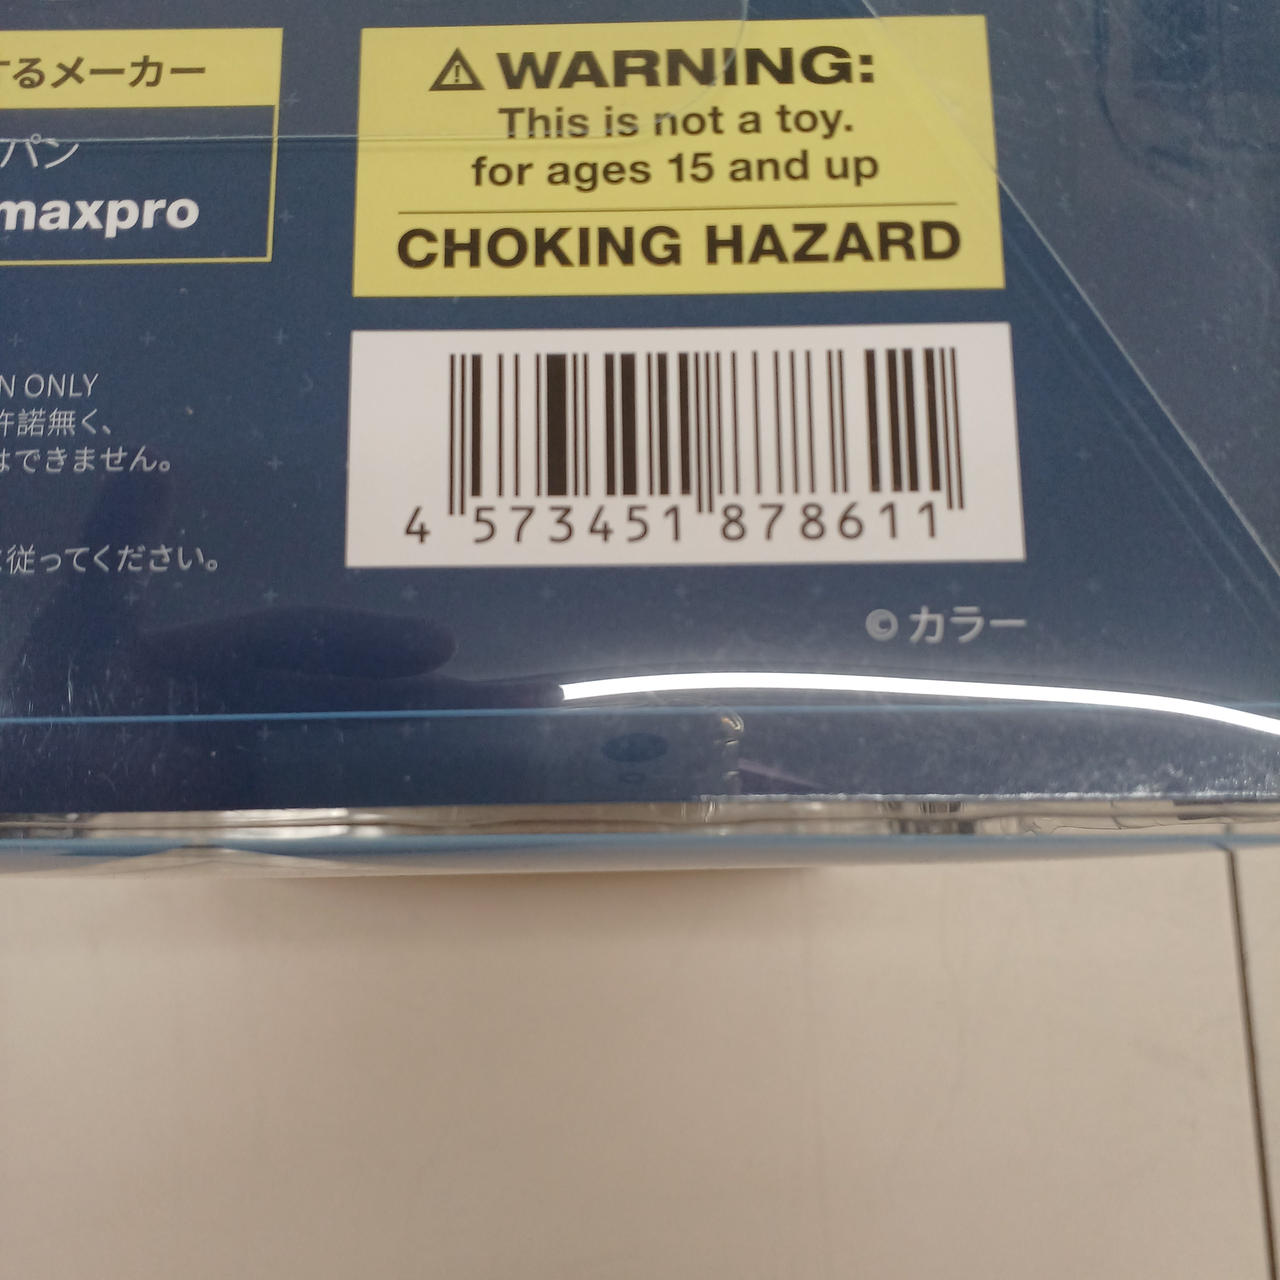 するメーカー
パン
maxpro
⚠ WARNING:
This is not a toy.
for ages 15 and up
CHOKING HAZARD
N ONLY
許諾無く、
はできません。
に従ってください。
4 573451 878611
© カラー